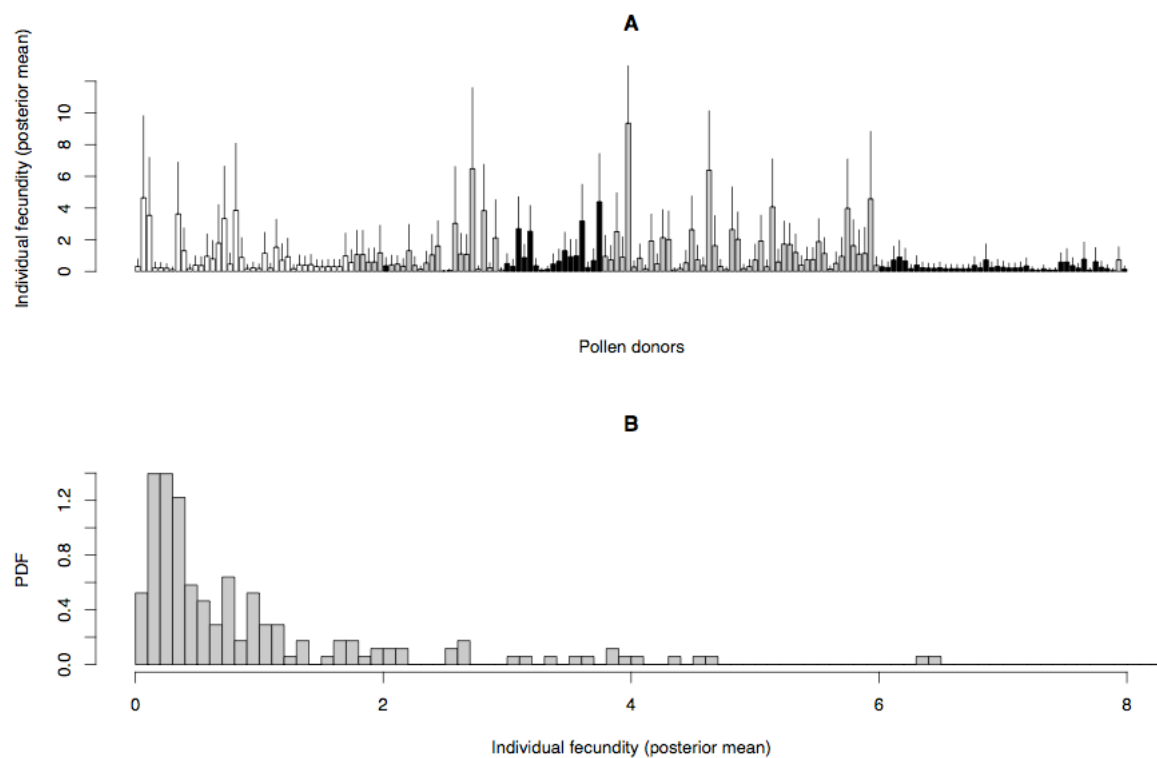 A
Individual fecundity (posterior mean)
0 2 4 6 8 10
Pollen donors
B
PDF
0.0 0.4 0.8 1.2
0 2 4 6 8
Individual fecundity (posterior mean)